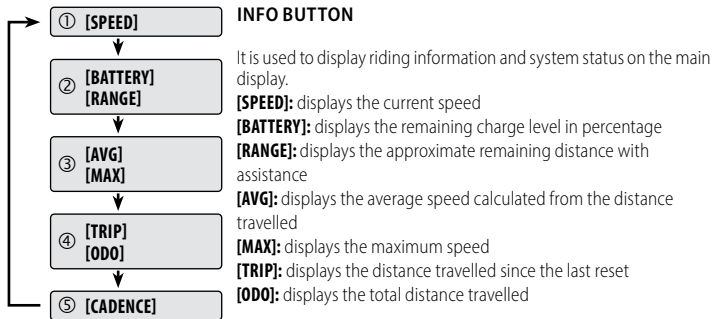 ① [SPEED]
② [BATTERY]
[RANGE]
③ [AVG]
[MAX]
④ [TRIP]
[ODO]
⑤ [CADENCE]
INFO BUTTON
It is used to display riding information and system status on the main
display.
[SPEED]: displays the current speed
[BATTERY]: displays the remaining charge level in percentage
[RANGE]: displays the approximate remaining distance with
assistance
[AVG]: displays the average speed calculated from the distance
travelled
[MAX]: displays the maximum speed
[TRIP]: displays the distance travelled since the last reset
[ODO]: displays the total distance travelled